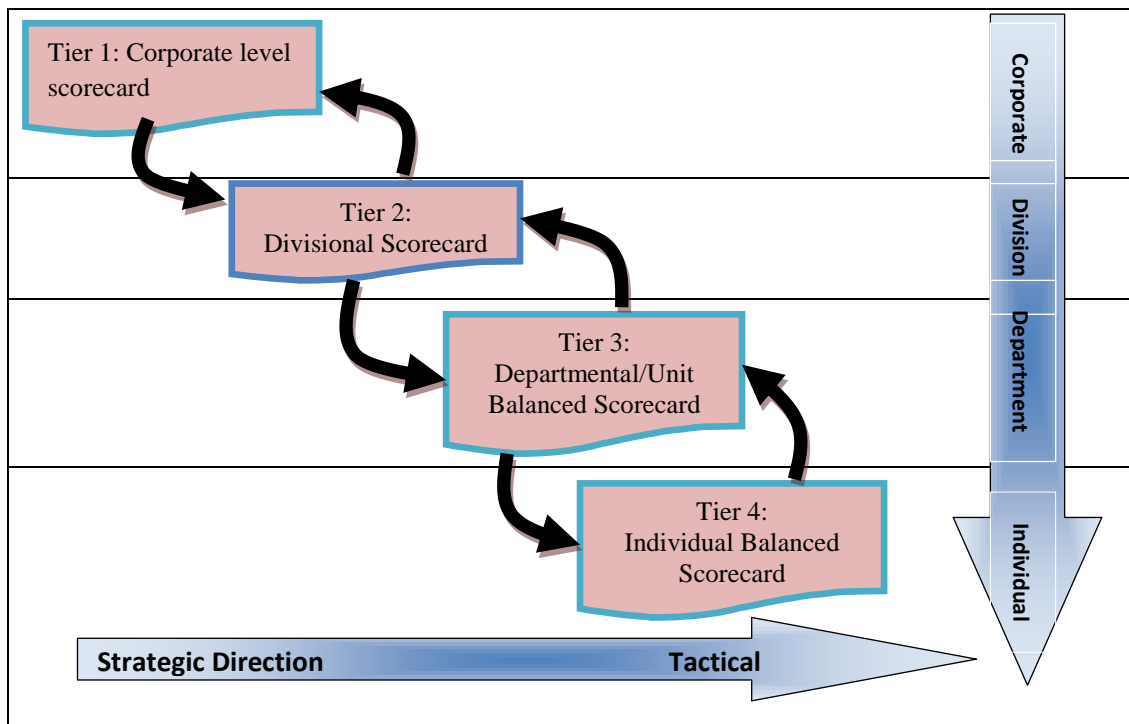 Tier 1: Corporate level
scorecard
Tier 2:
Divisional Scorecard
Tier 3:
Departmental/Unit
Balanced Scorecard
Tier 4:
Individual Balanced
Scorecard
Corporate
Division
Department
Individual
Strategic Direction
Tactical